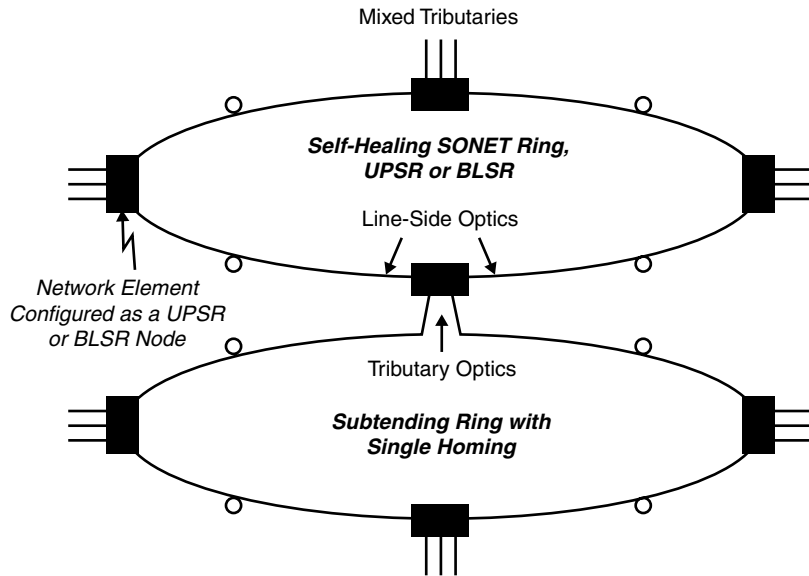 Mixed Tributaries
Self-Healing SONET Ring,
UPSR or BLSR
Line-Side Optics
Network Element
Configured as a UPSR
or BLSR Node
Tributary Optics
Subtending Ring with
Single Homing